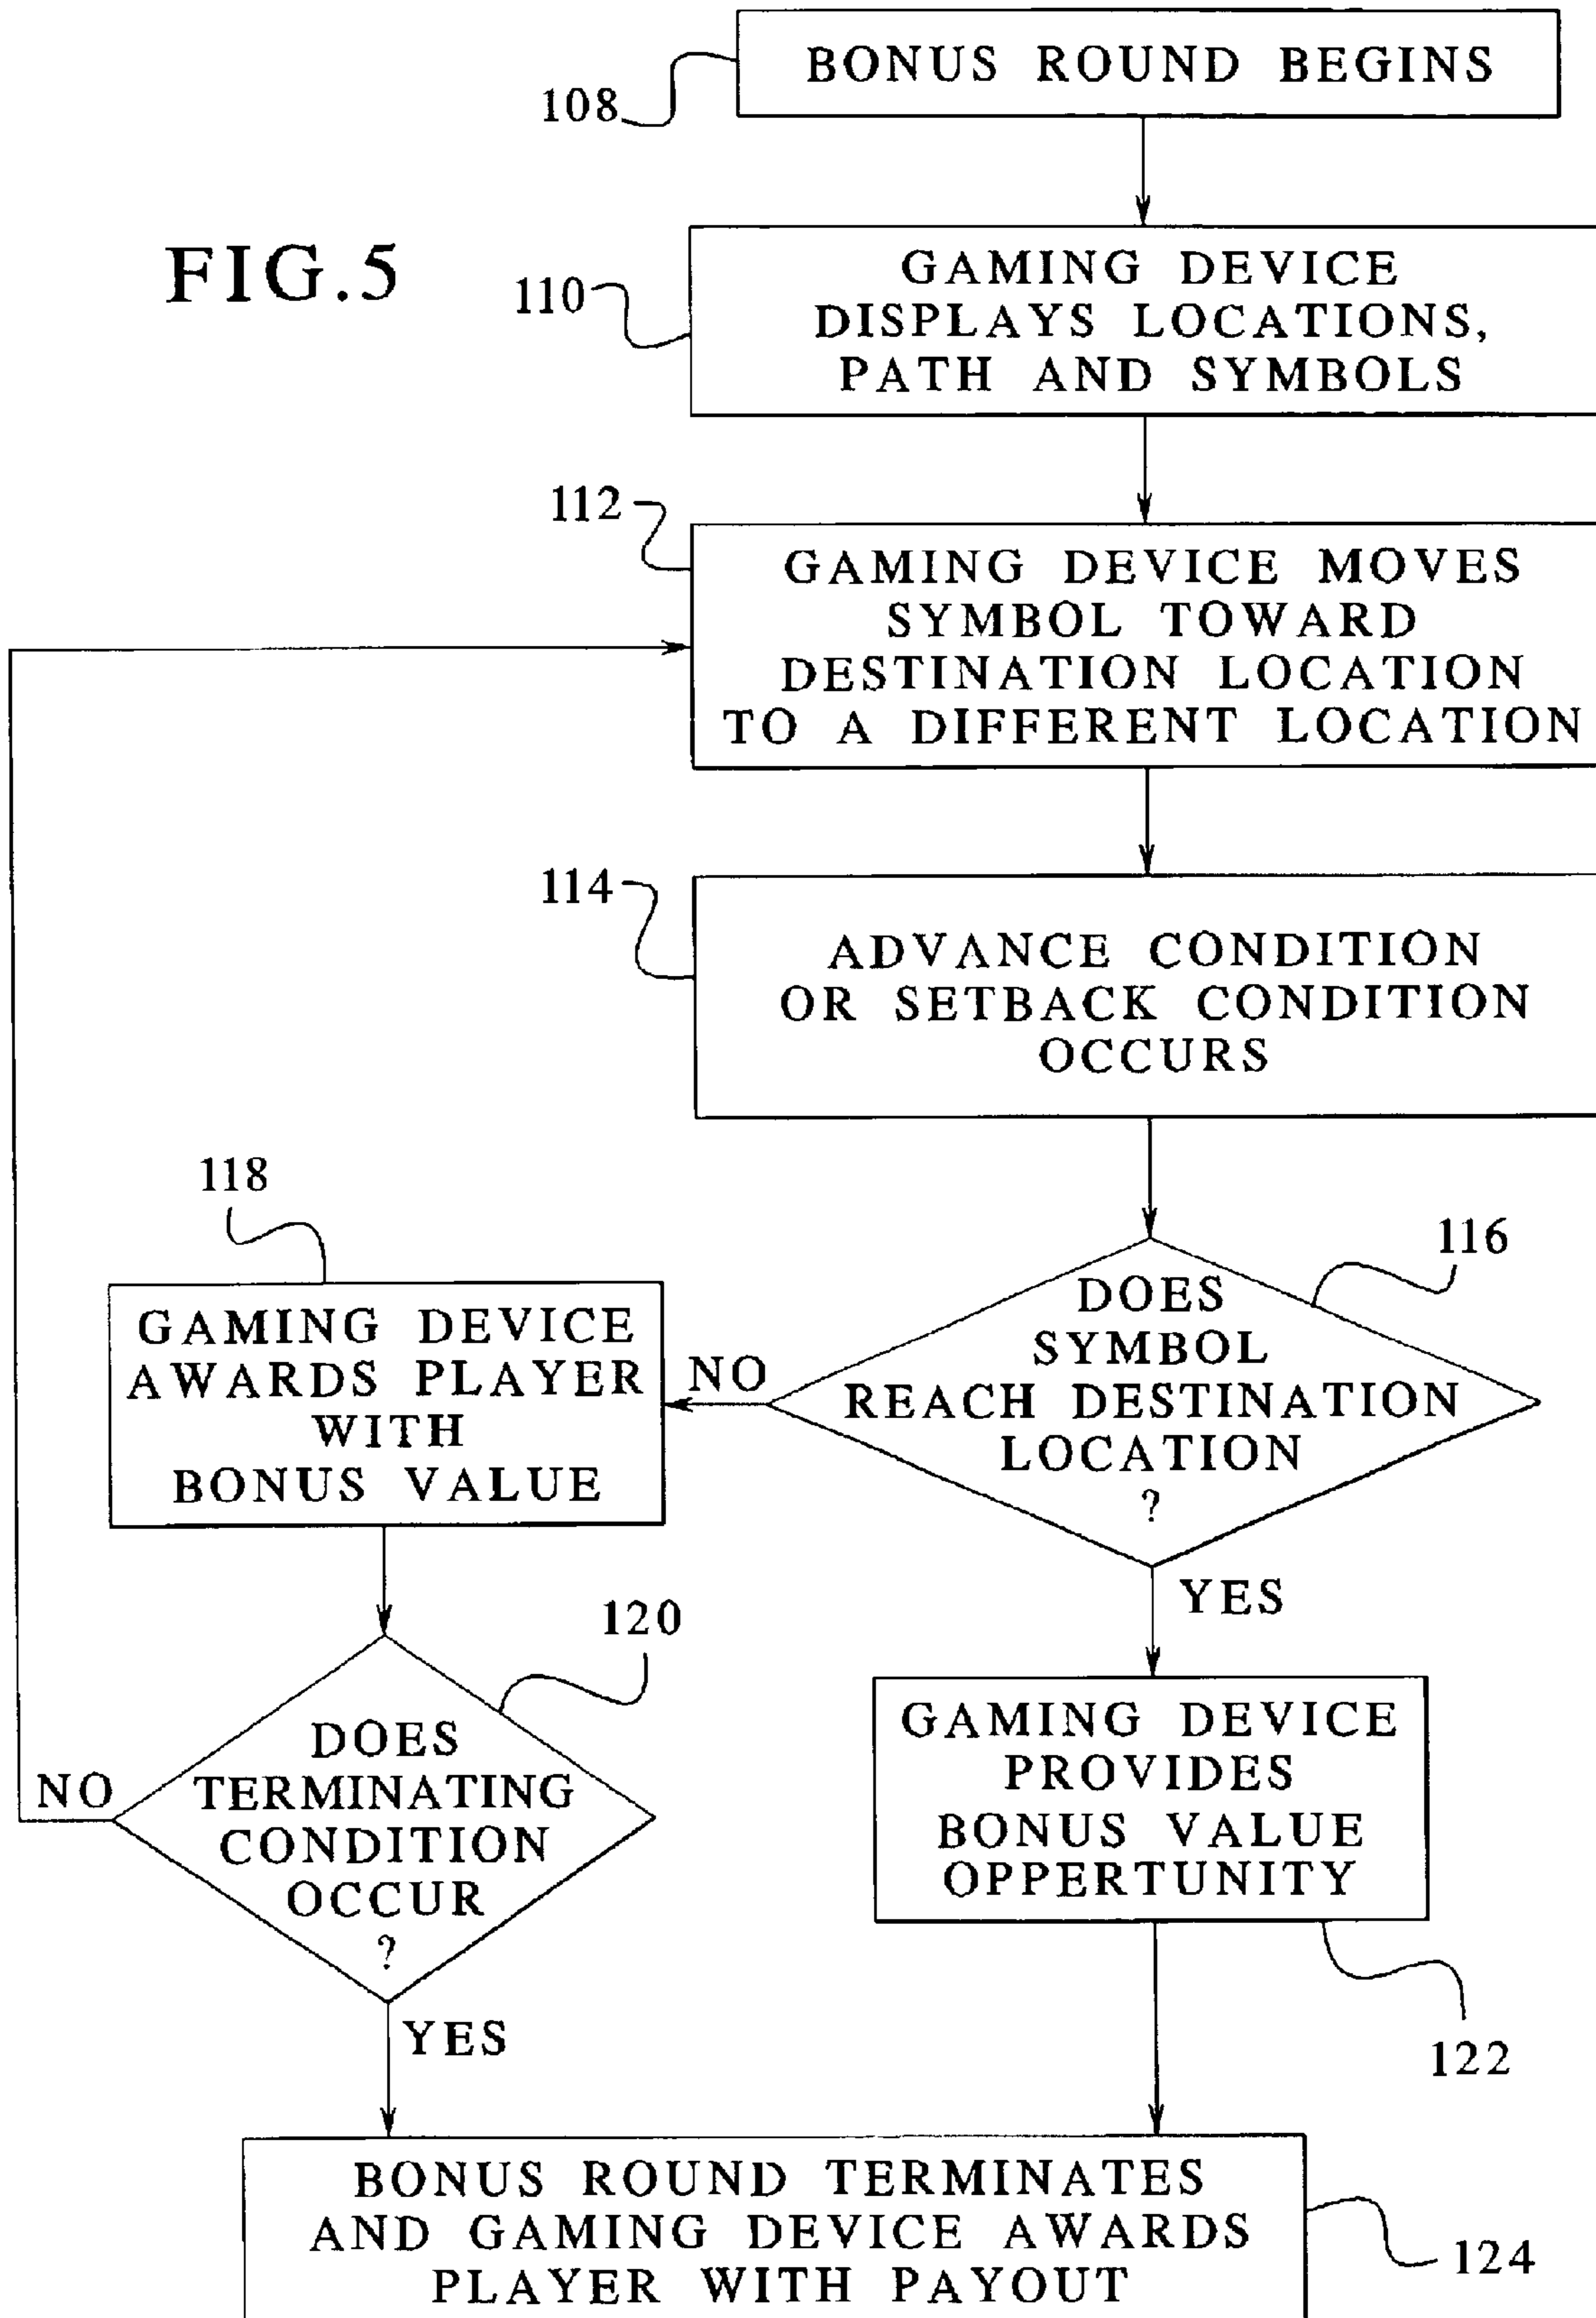 BONUS ROUND BEGINS
108
FIG.5
GAMING DEVICE
DISPLAYS LOCATIONS,
PATH AND SYMBOLS
110
112
GAMING DEVICE MOVES
SYMBOL TOWARD
DESTINATION LOCATION
TO A DIFFERENT LOCATION
114
ADVANCE CONDITION
OR SETBACK CONDITION
OCCURS
116
DOES
SYMBOL
REACH DESTINATION
LOCATION
?
NO
118
GAMING DEVICE
AWARDS PLAYER
WITH
BONUS VALUE
120
DOES
TERMINATING
CONDITION
OCCUR
?
NO
YES
YES
GAMING DEVICE
PROVIDES
BONUS VALUE
OPPERTUNITY
122
BONUS ROUND TERMINATES
AND GAMING DEVICE AWARDS
PLAYER WITH PAYOUT
124